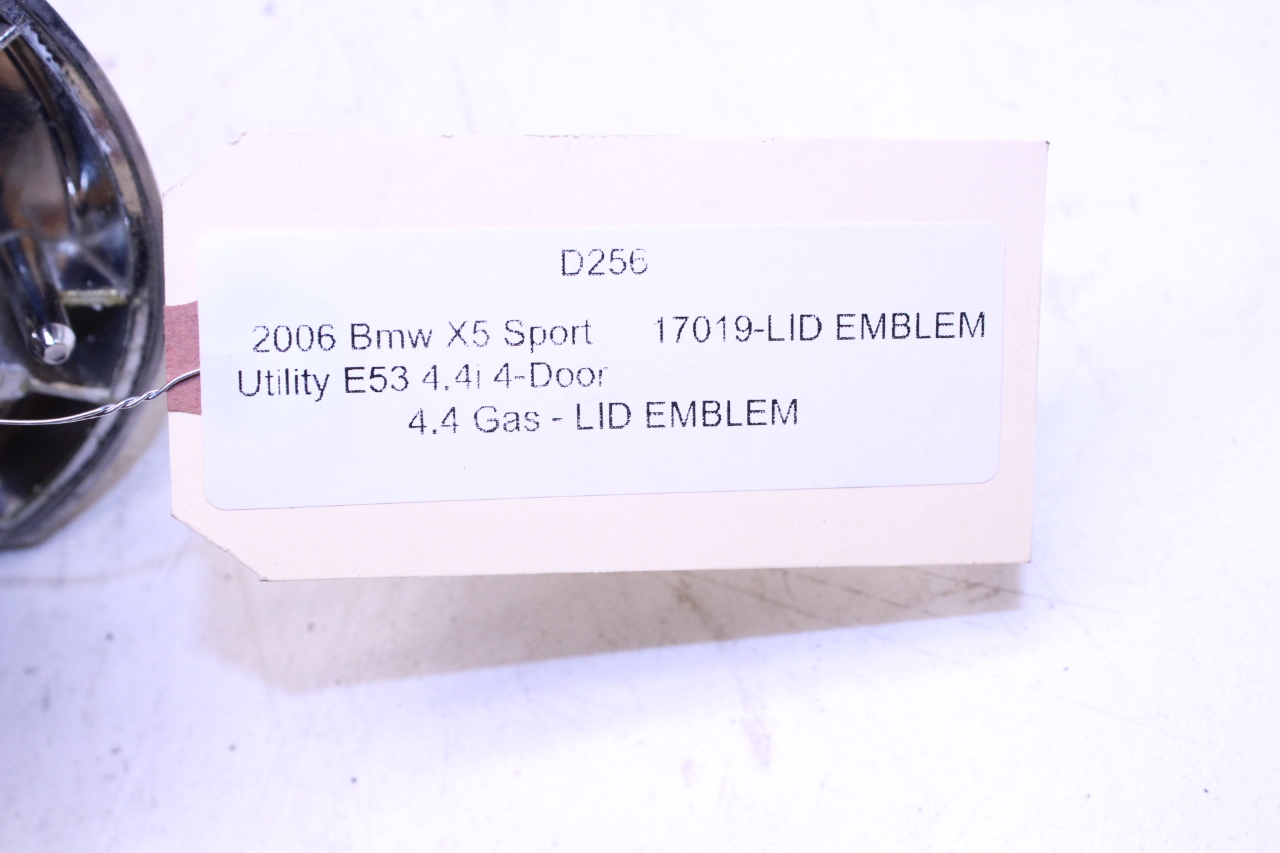 D256
2006 Bmw X5 Sport 17019-LID EMBLEM
Utility E53 4.4i 4-Door
4.4 Gas - LID EMBLEM